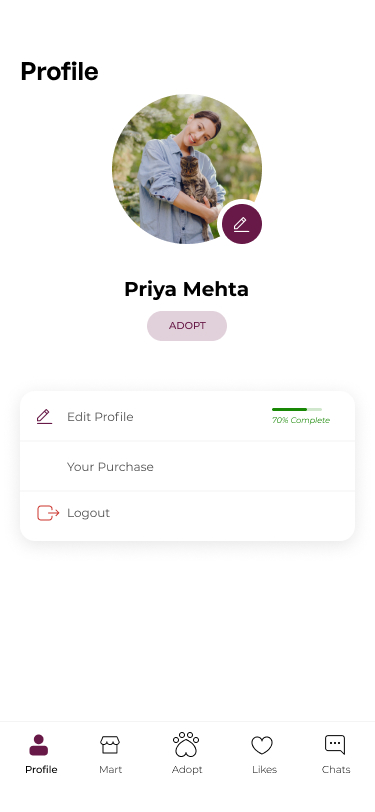 Profile
Priya Mehta
ADOPT
Edit Profile
70% Complete
Your Purchase
Logout
Profile Mart Adopt Likes Chats